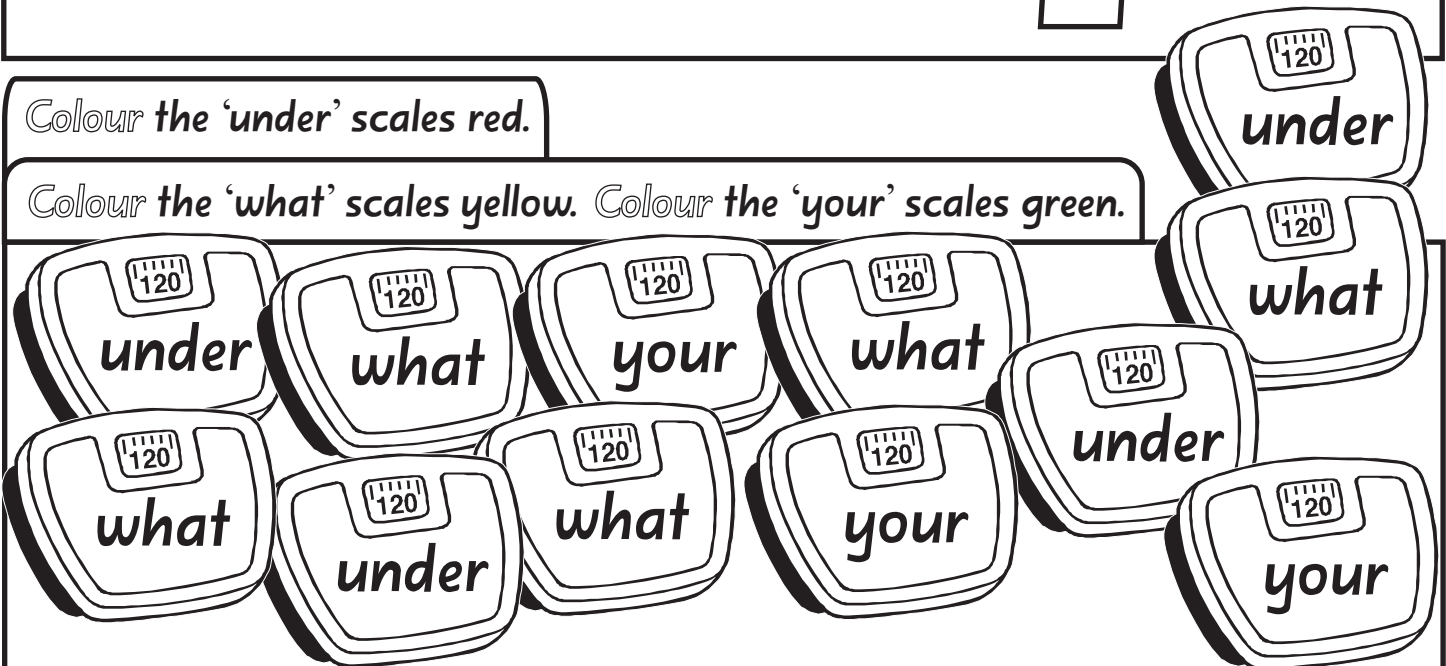 120
under
Colour the ‘under’ scales red.
Colour the ‘what’ scales yellow. Colour the ‘your’ scales green.
120
what
120
under
120
what
120
your
120
what
120
under
120
what
120
under
120
what
120
your
120
your